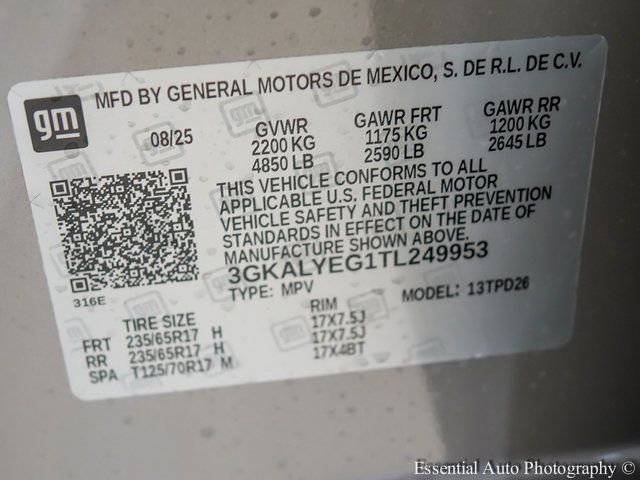 gm
MFD BY GENERAL MOTORS DE MEXICO, S. DE R.L. DE C.V.
08/25
GVWR
2200 KG
4850 LB
GAWR FRT
1175 KG
2590 LB
GAWR RR
1200 KG
2645 LB
THIS VEHICLE CONFORMS TO ALL
APPLICABLE U.S. FEDERAL MOTOR
VEHICLE SAFETY AND THEFT PREVENTION
STANDARDS IN EFFECT ON THE DATE OF
MANUFACTURE SHOWN ABOVE.
3GKALYEG1TL249953
316E
TYPE: MPV
MODEL: 13TPD26
TIRE SIZE RIM
FRT 235/65R17 H 17X7.5J
RR 235/65R17 H 17X7.5J
SPA T125/70R17 M 17X4BT
Essential Auto Photography ©